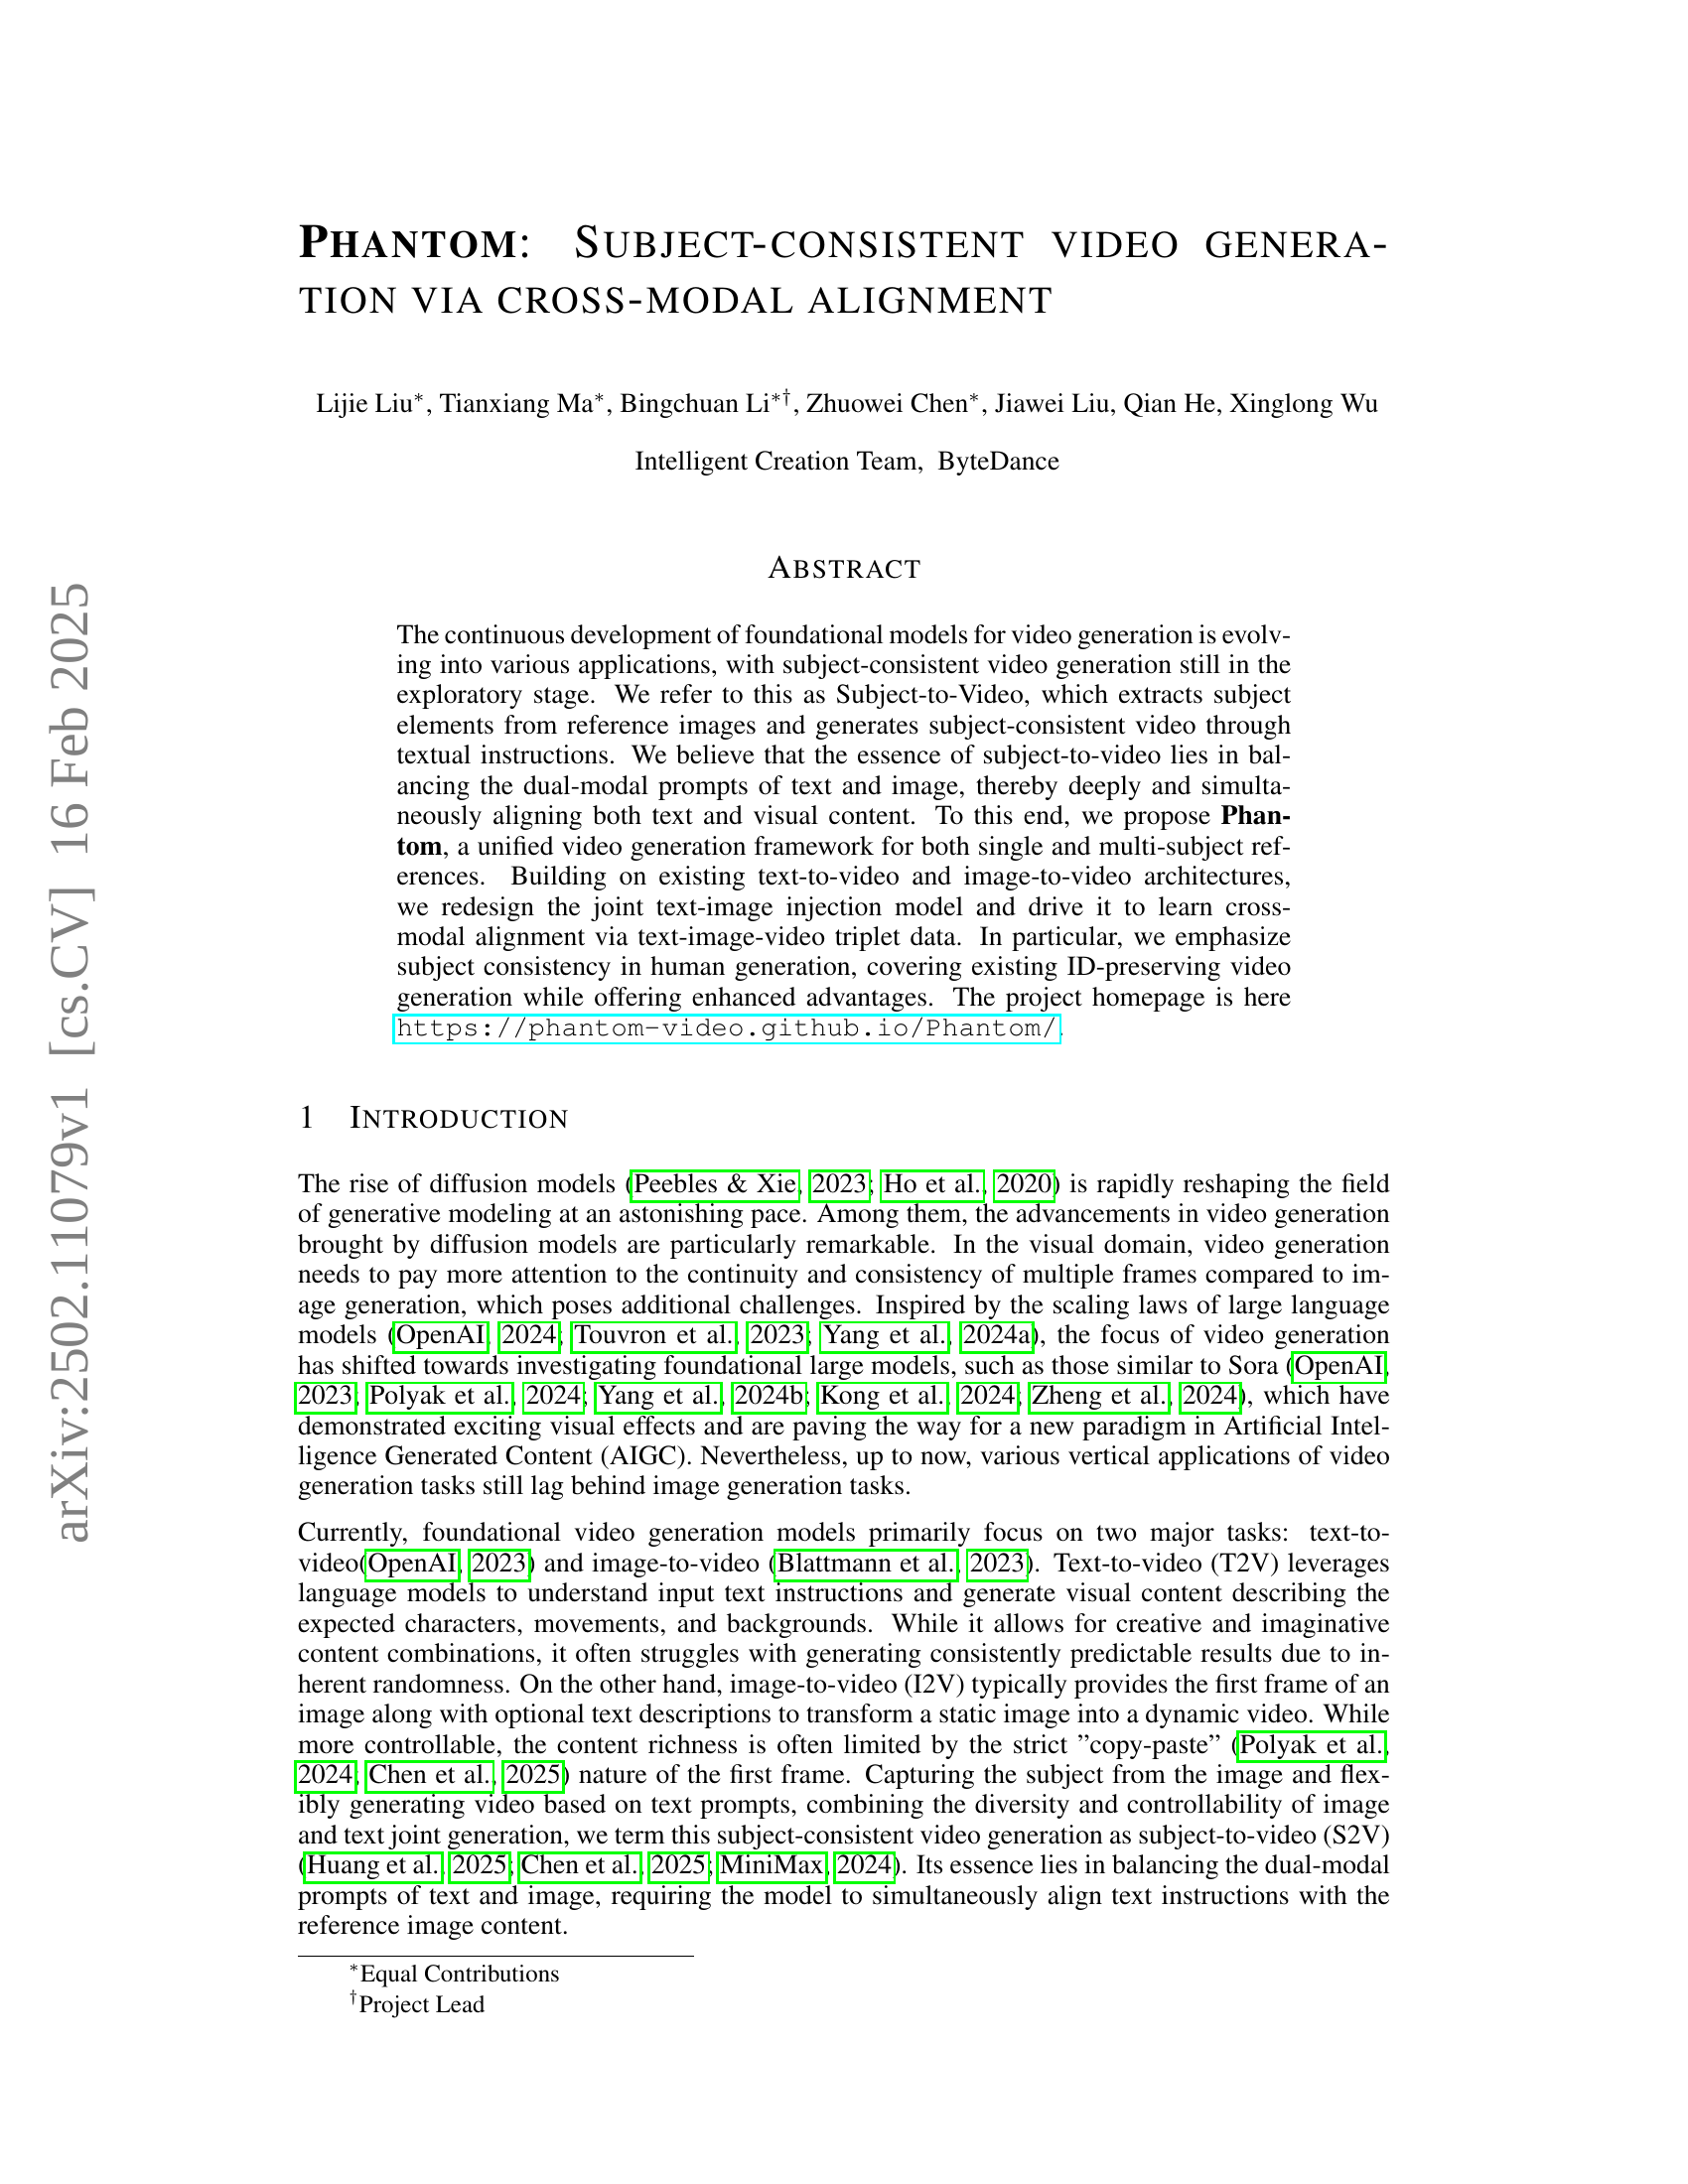 PHANTOM: SUBJECT-CONSISTENT VIDEO GENERA-
TION VIA CROSS-MODAL ALIGNMENT
Lijie Liu*, Tianxiang Ma*, Bingchuan Li*†, Zhuowei Chen*, Jiawei Liu, Qian He, Xinglong Wu
Intelligent Creation Team, ByteDance
ABSTRACT
The continuous development of foundational models for video generation is evolv-
ing into various applications, with subject-consistent video generation still in the
exploratory stage. We refer to this as Subject-to-Video, which extracts subject
elements from reference images and generates subject-consistent video through
textual instructions. We believe that the essence of subject-to-video lies in bal-
ancing the dual-modal prompts of text and image, thereby deeply and simulta-
neously aligning both text and visual content. To this end, we propose Phan-
tom, a unified video generation framework for both single and multi-subject ref-
erences. Building on existing text-to-video and image-to-video architectures,
we redesign the joint text-image injection model and drive it to learn cross-
modal alignment via text-image-video triplet data. In particular, we emphasize
subject consistency in human generation, covering existing ID-preserving video
generation while offering enhanced advantages. The project homepage is here
https://phantom-video.github.io/Phantom/.
1 INTRODUCTION
The rise of diffusion models (Peebles & Xie, 2023; Ho et al., 2020) is rapidly reshaping the field
of generative modeling at an astonishing pace. Among them, the advancements in video generation
brought by diffusion models are particularly remarkable. In the visual domain, video generation
needs to pay more attention to the continuity and consistency of multiple frames compared to im-
age generation, which poses additional challenges. Inspired by the scaling laws of large language
models (OpenAI, 2024; Touvron et al., 2023; Yang et al., 2024a), the focus of video generation
has shifted towards investigating foundational large models, such as those similar to Sora (OpenAI,
2023; Polyak et al., 2024; Yang et al., 2024b; Kong et al., 2024; Zheng et al., 2024), which have
demonstrated exciting visual effects and are paving the way for a new paradigm in Artificial Intel-
ligence Generated Content (AIGC). Nevertheless, up to now, various vertical applications of video
generation tasks still lag behind image generation tasks.
Currently, foundational video generation models primarily focus on two major tasks: text-to-
video(OpenAI, 2023) and image-to-video (Blattmann et al., 2023). Text-to-video (T2V) leverages
language models to understand input text instructions and generate visual content describing the
expected characters, movements, and backgrounds. While it allows for creative and imaginative
content combinations, it often struggles with generating consistently predictable results due to in-
herent randomness. On the other hand, image-to-video (I2V) typically provides the first frame of an
image along with optional text descriptions to transform a static image into a dynamic video. While
more controllable, the content richness is often limited by the strict ”copy-paste” (Polyak et al.,
2024; Chen et al., 2025) nature of the first frame. Capturing the subject from the image and flex-
ibly generating video based on text prompts, combining the diversity and controllability of image
and text joint generation, we term this subject-consistent video generation as subject-to-video (S2V)
(Huang et al., 2025; Chen et al., 2025; MiniMax, 2024). Its essence lies in balancing the dual-modal
prompts of text and image, requiring the model to simultaneously align text instructions with the
reference image content.
*Equal Contributions
†Project Lead
arXiv:2502.11079v1 [cs.CV] 16 Feb 2025